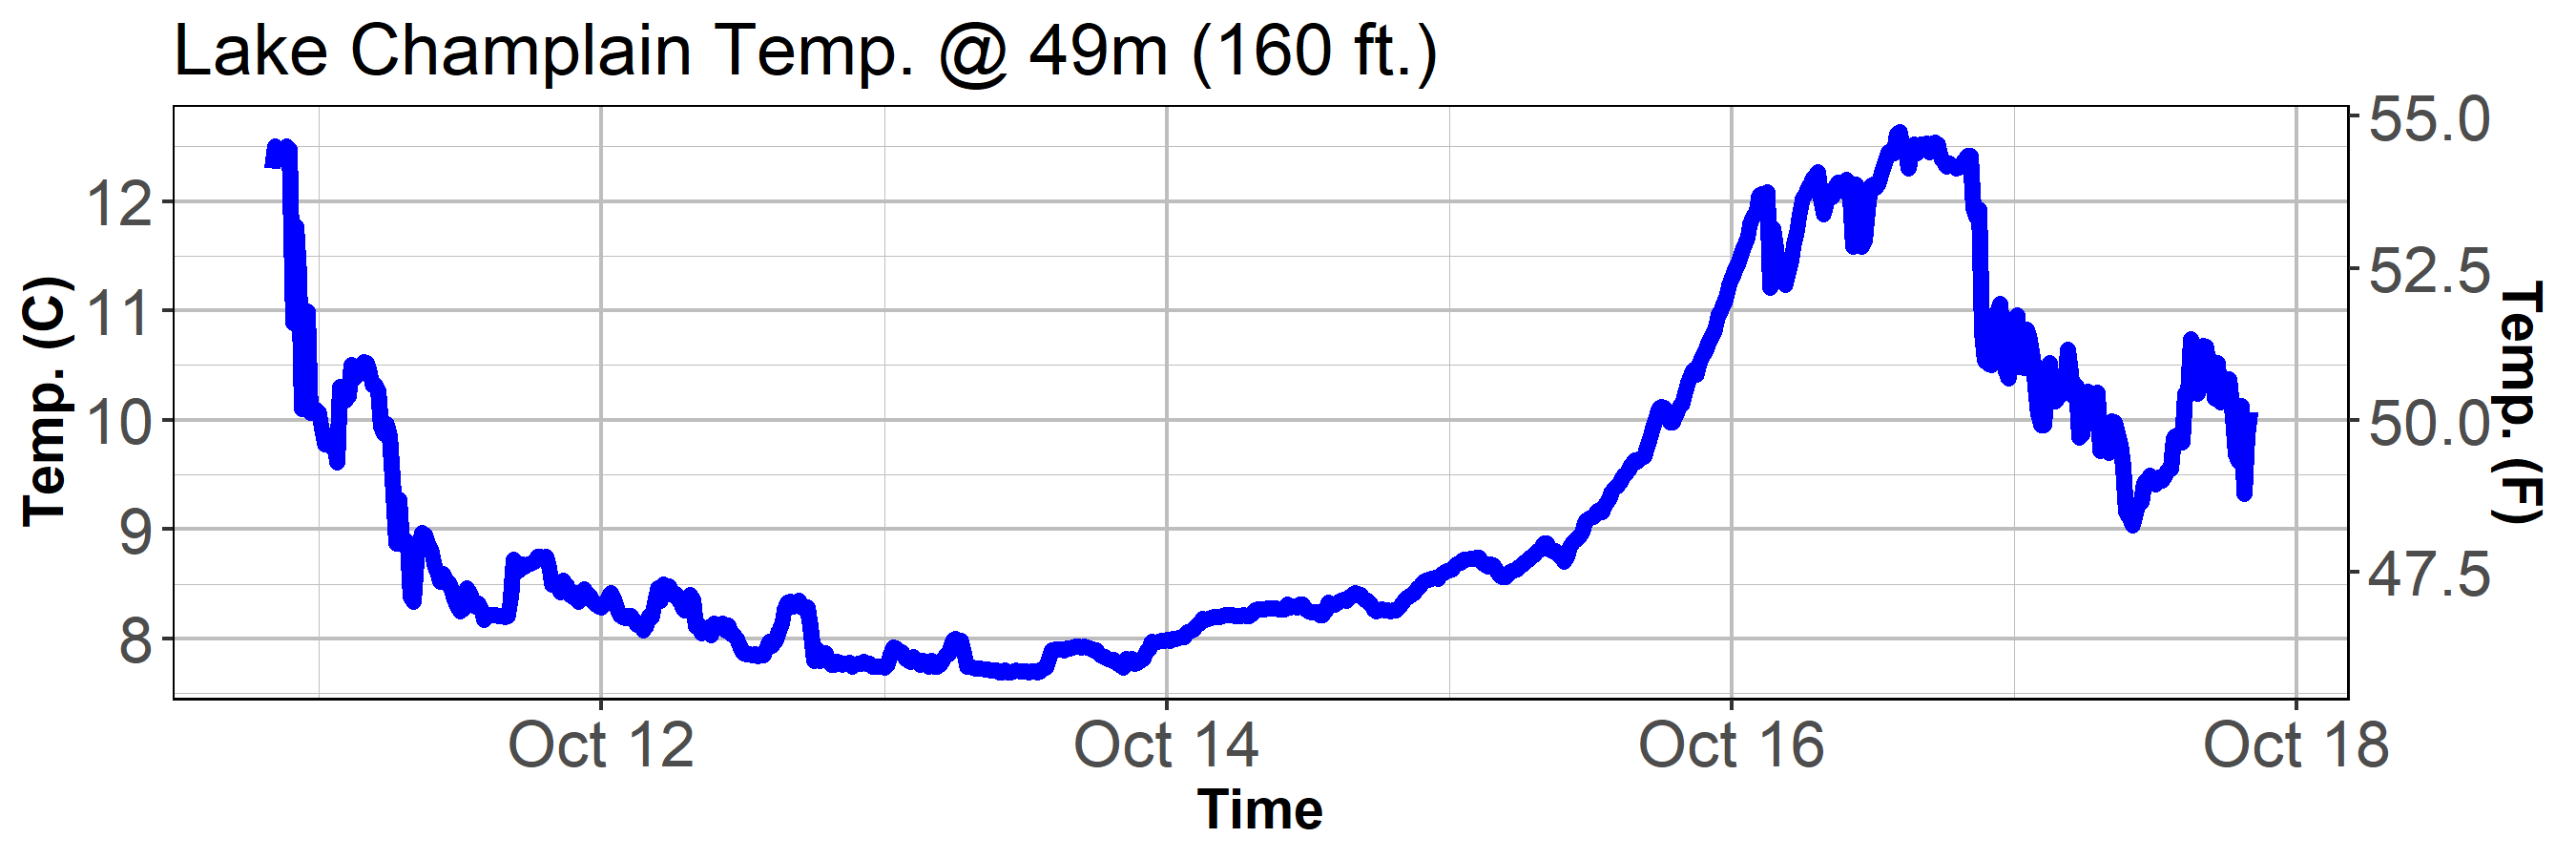 Lake Champlain Temp. @ 49m (160 ft.)
Temp. (C)
12
11
10
9
8
55.0
52.5
50.0
47.5
Temp. (F)
Oct 12
Oct 14
Oct 16
Oct 18
Time